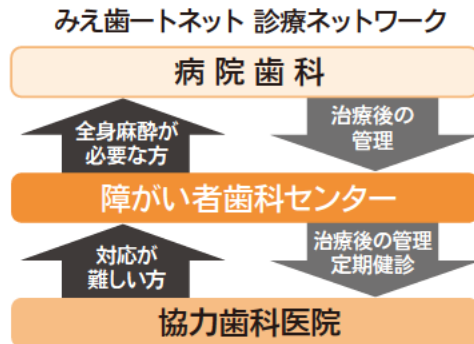 みえ歯ートネット 診療ネットワーク
病院歯科
全身麻酔が
必要な方
治療後の
管理
障がい者歯科センター
対応が
難しい方
治療後の管理
定期健診
協力歯科医院